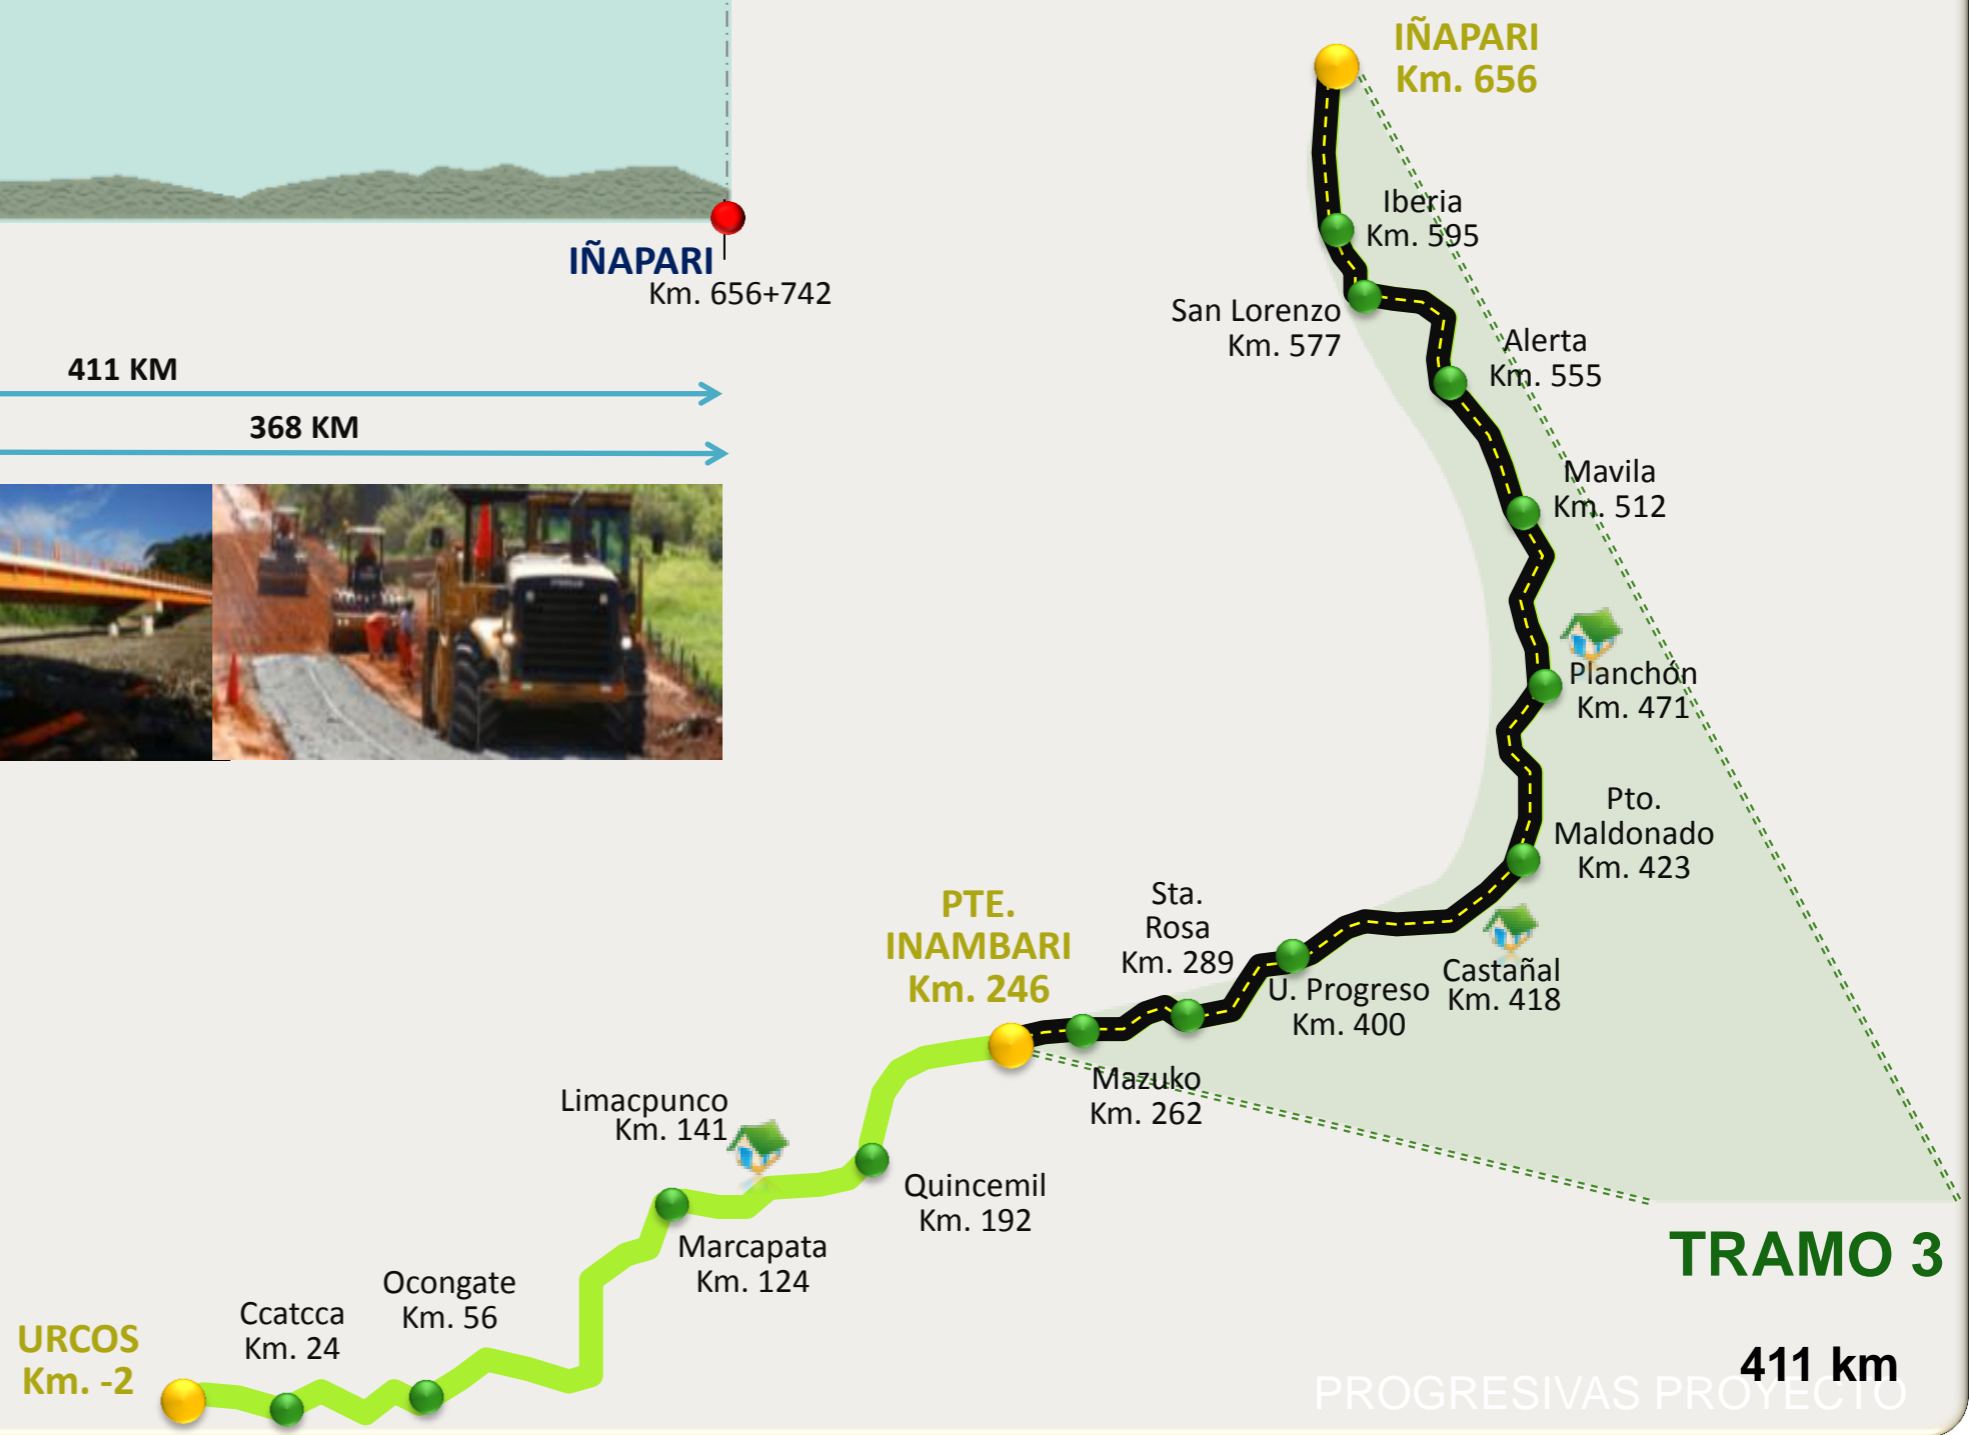 IÑAPARI
Km. 656+742
411 KM
368 KM
IÑAPARI
Km. 656
Iberia
Km. 595
San Lorenzo
Km. 577
Alerta
Km. 555
Mavila
Km. 512
Planchón
Km. 471
Pto.
Maldonado
Km. 423
Castañal
Km. 418
U. Progreso
Km. 400
Sta.
Rosa
Km. 289
PTE.
INAMBARI
Km. 246
Mazuko
Km. 262
Limacpunco
Km. 141
Quincemil
Km. 192
Marcapata
Km. 124
Ocongate
Km. 56
Ccatcca
Km. 24
URCOS
Km. -2
TRAMO 3
411 km
PROGRESIVAS PROYECTO